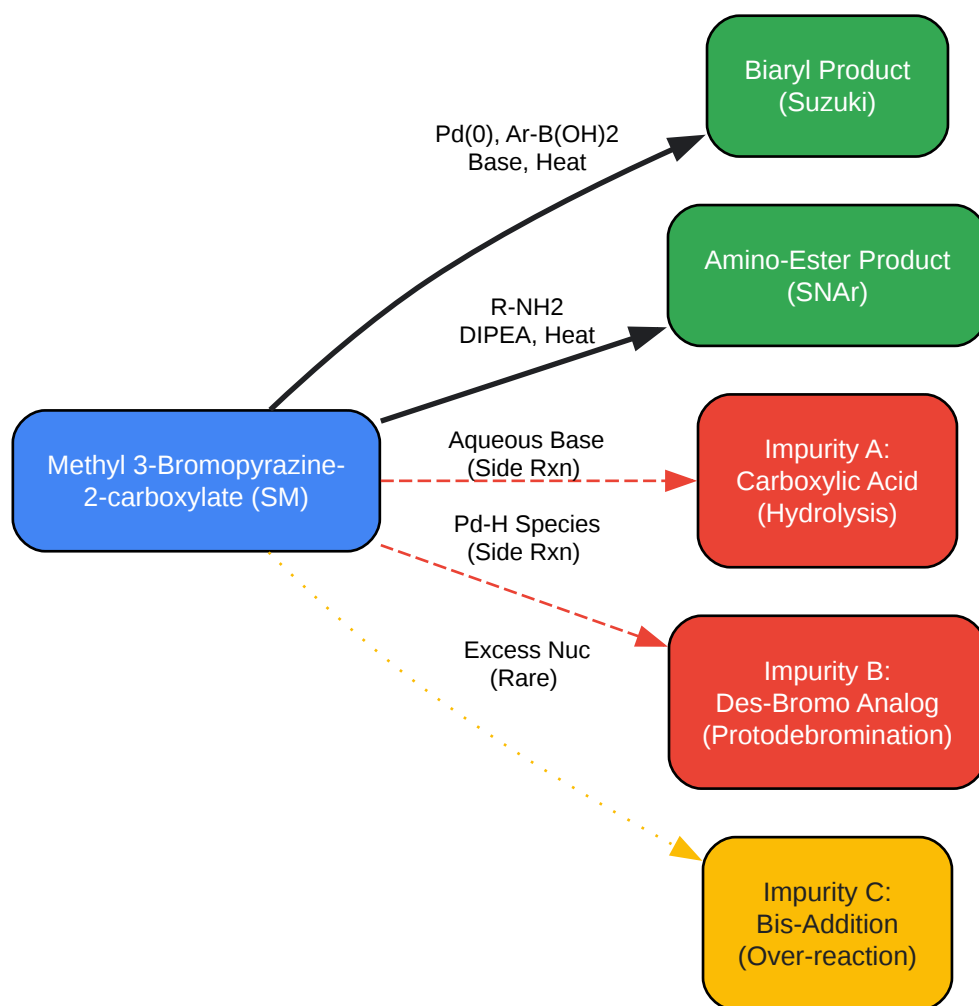 Biaryl Product
(Suzuki)
Pd(0), Ar-B(OH)2
Base, Heat
Amino-Ester Product
(SNAr)
R-NH2
DIPEA, Heat
Methyl 3-Bromopyrazine-
2-carboxylate (SM)
Aqueous Base
(Side Rxn)
Impurity A:
Carboxylic Acid
(Hydrolysis)
Pd-H Species
(Side Rxn)
Impurity B:
Des-Bromo Analog
(Protodebromination)
Excess Nuc
(Rare)
Impurity C:
Bis-Addition
(Over-reaction)